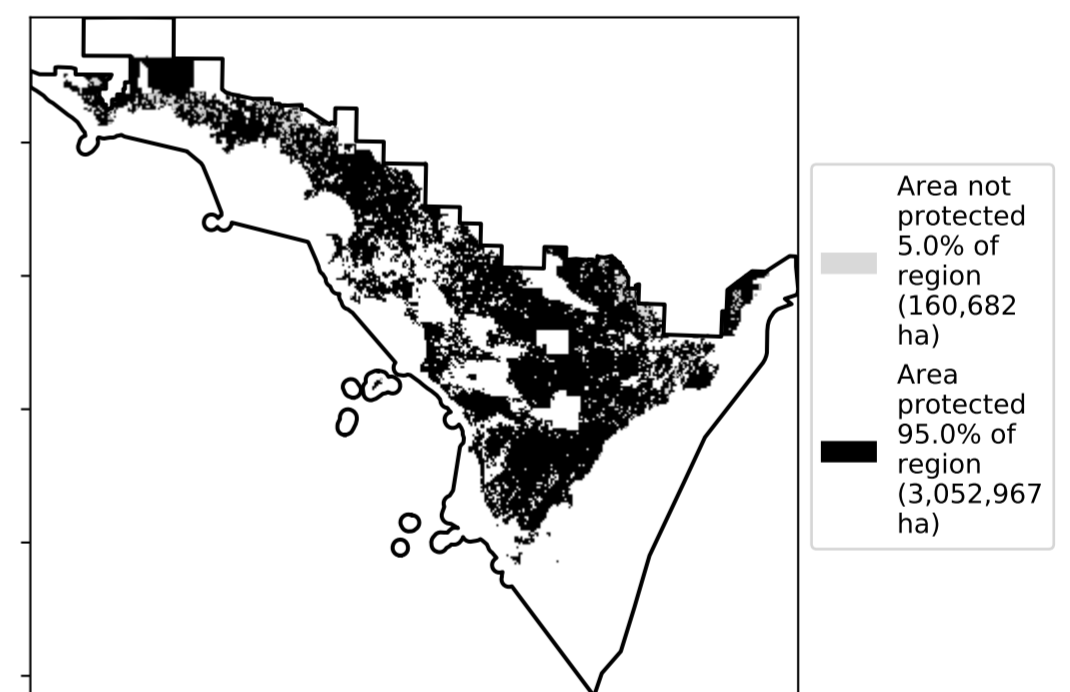 Area not
protected
5.0% of
region
(160,682
ha)
Area
protected
95.0% of
region
(3,052,967
ha)